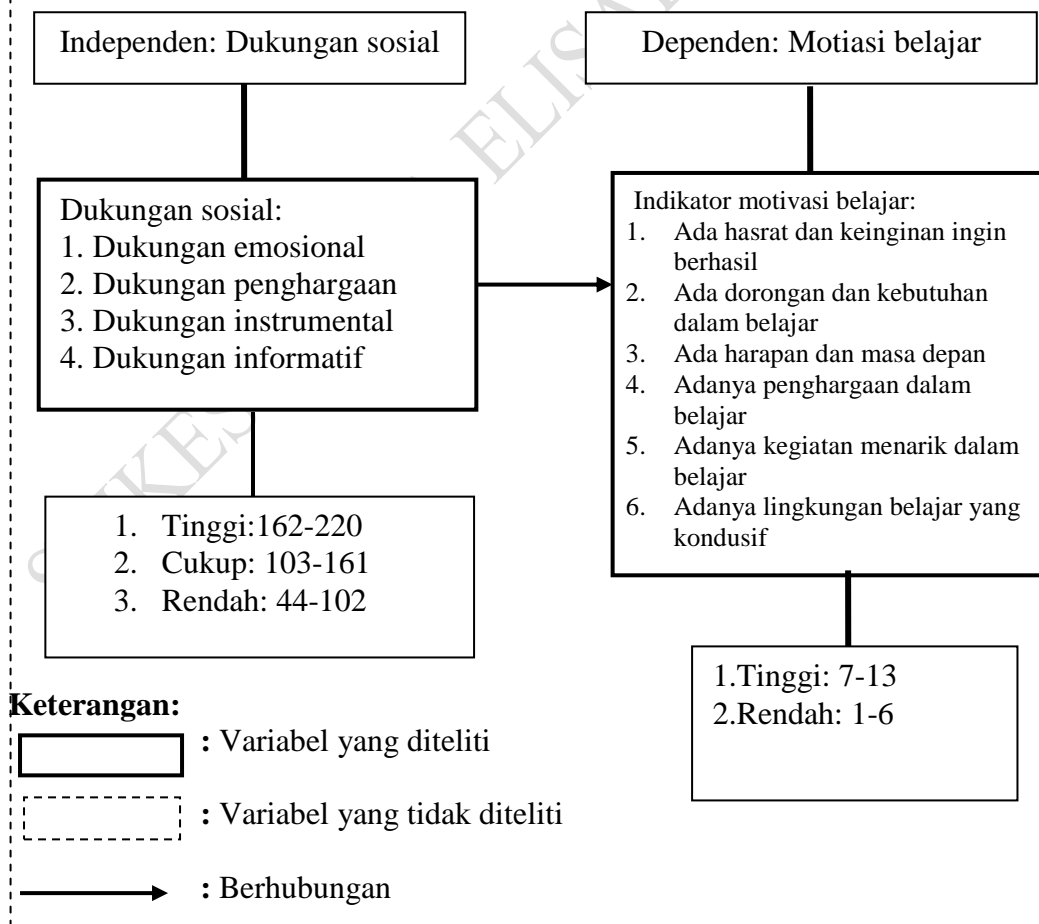 Independen: Dukungan sosial
Dependen: Motiasi belajar
Dukungan sosial:
1. Dukungan emosional
2. Dukungan penghargaan
3. Dukungan instrumental
4. Dukungan informatif
Indikator motivasi belajar:
1. Ada hasrat dan keinginan ingin
berhasil
2. Ada dorongan dan kebutuhan
dalam belajar
3. Ada harapan dan masa depan
4. Adanya penghargaan dalam
belajar
5. Adanya kegiatan menarik dalam
belajar
6. Adanya lingkungan belajar yang
kondusif
1. Tinggi:162-220
2. Cukup: 103-161
3. Rendah: 44-102
1.Tinggi: 7-13
2.Rendah: 1-6
Keterangan:
: Variabel yang diteliti
: Variabel yang tidak diteliti
: Berhubungan